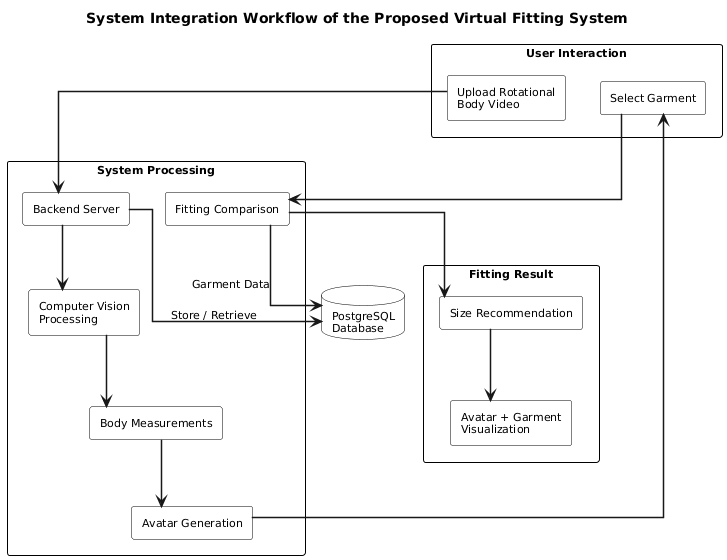 System Integration Workflow of the Proposed Virtual Fitting System
User Interaction
Upload Rotational
Body Video
Select Garment
System Processing
Backend Server
Fitting Comparison
Garment Data
Store / Retrieve
Computer Vision
Processing
PostgreSQL
Database
Body Measurements
Avatar Generation
Fitting Result
Size Recommendation
Avatar + Garment
Visualization